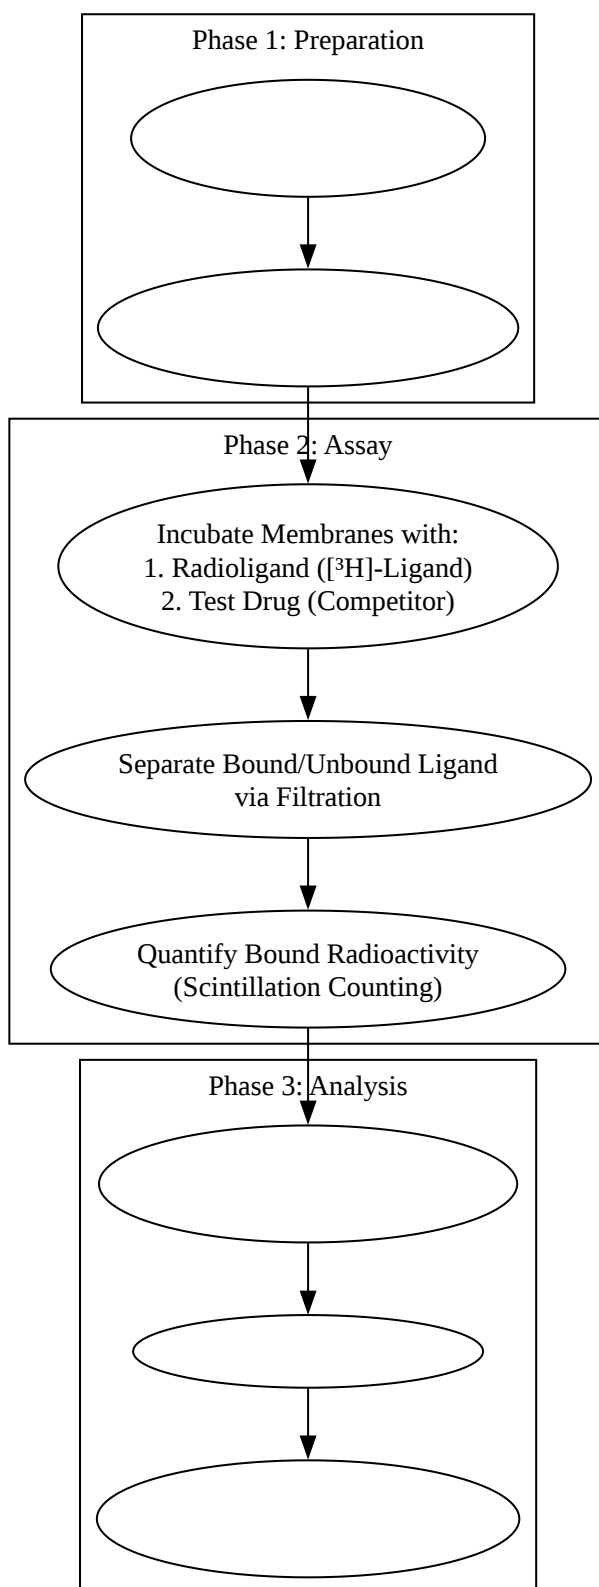 Phase 1: Preparation
Phase 2: Assay
Incubate Membranes with:
1. Radioligand ([³H]-Ligand)
2. Test Drug (Competitor)
Separate Bound/Unbound Ligand
via Filtration
Quantify Bound Radioactivity
(Scintillation Counting)
Phase 3: Analysis